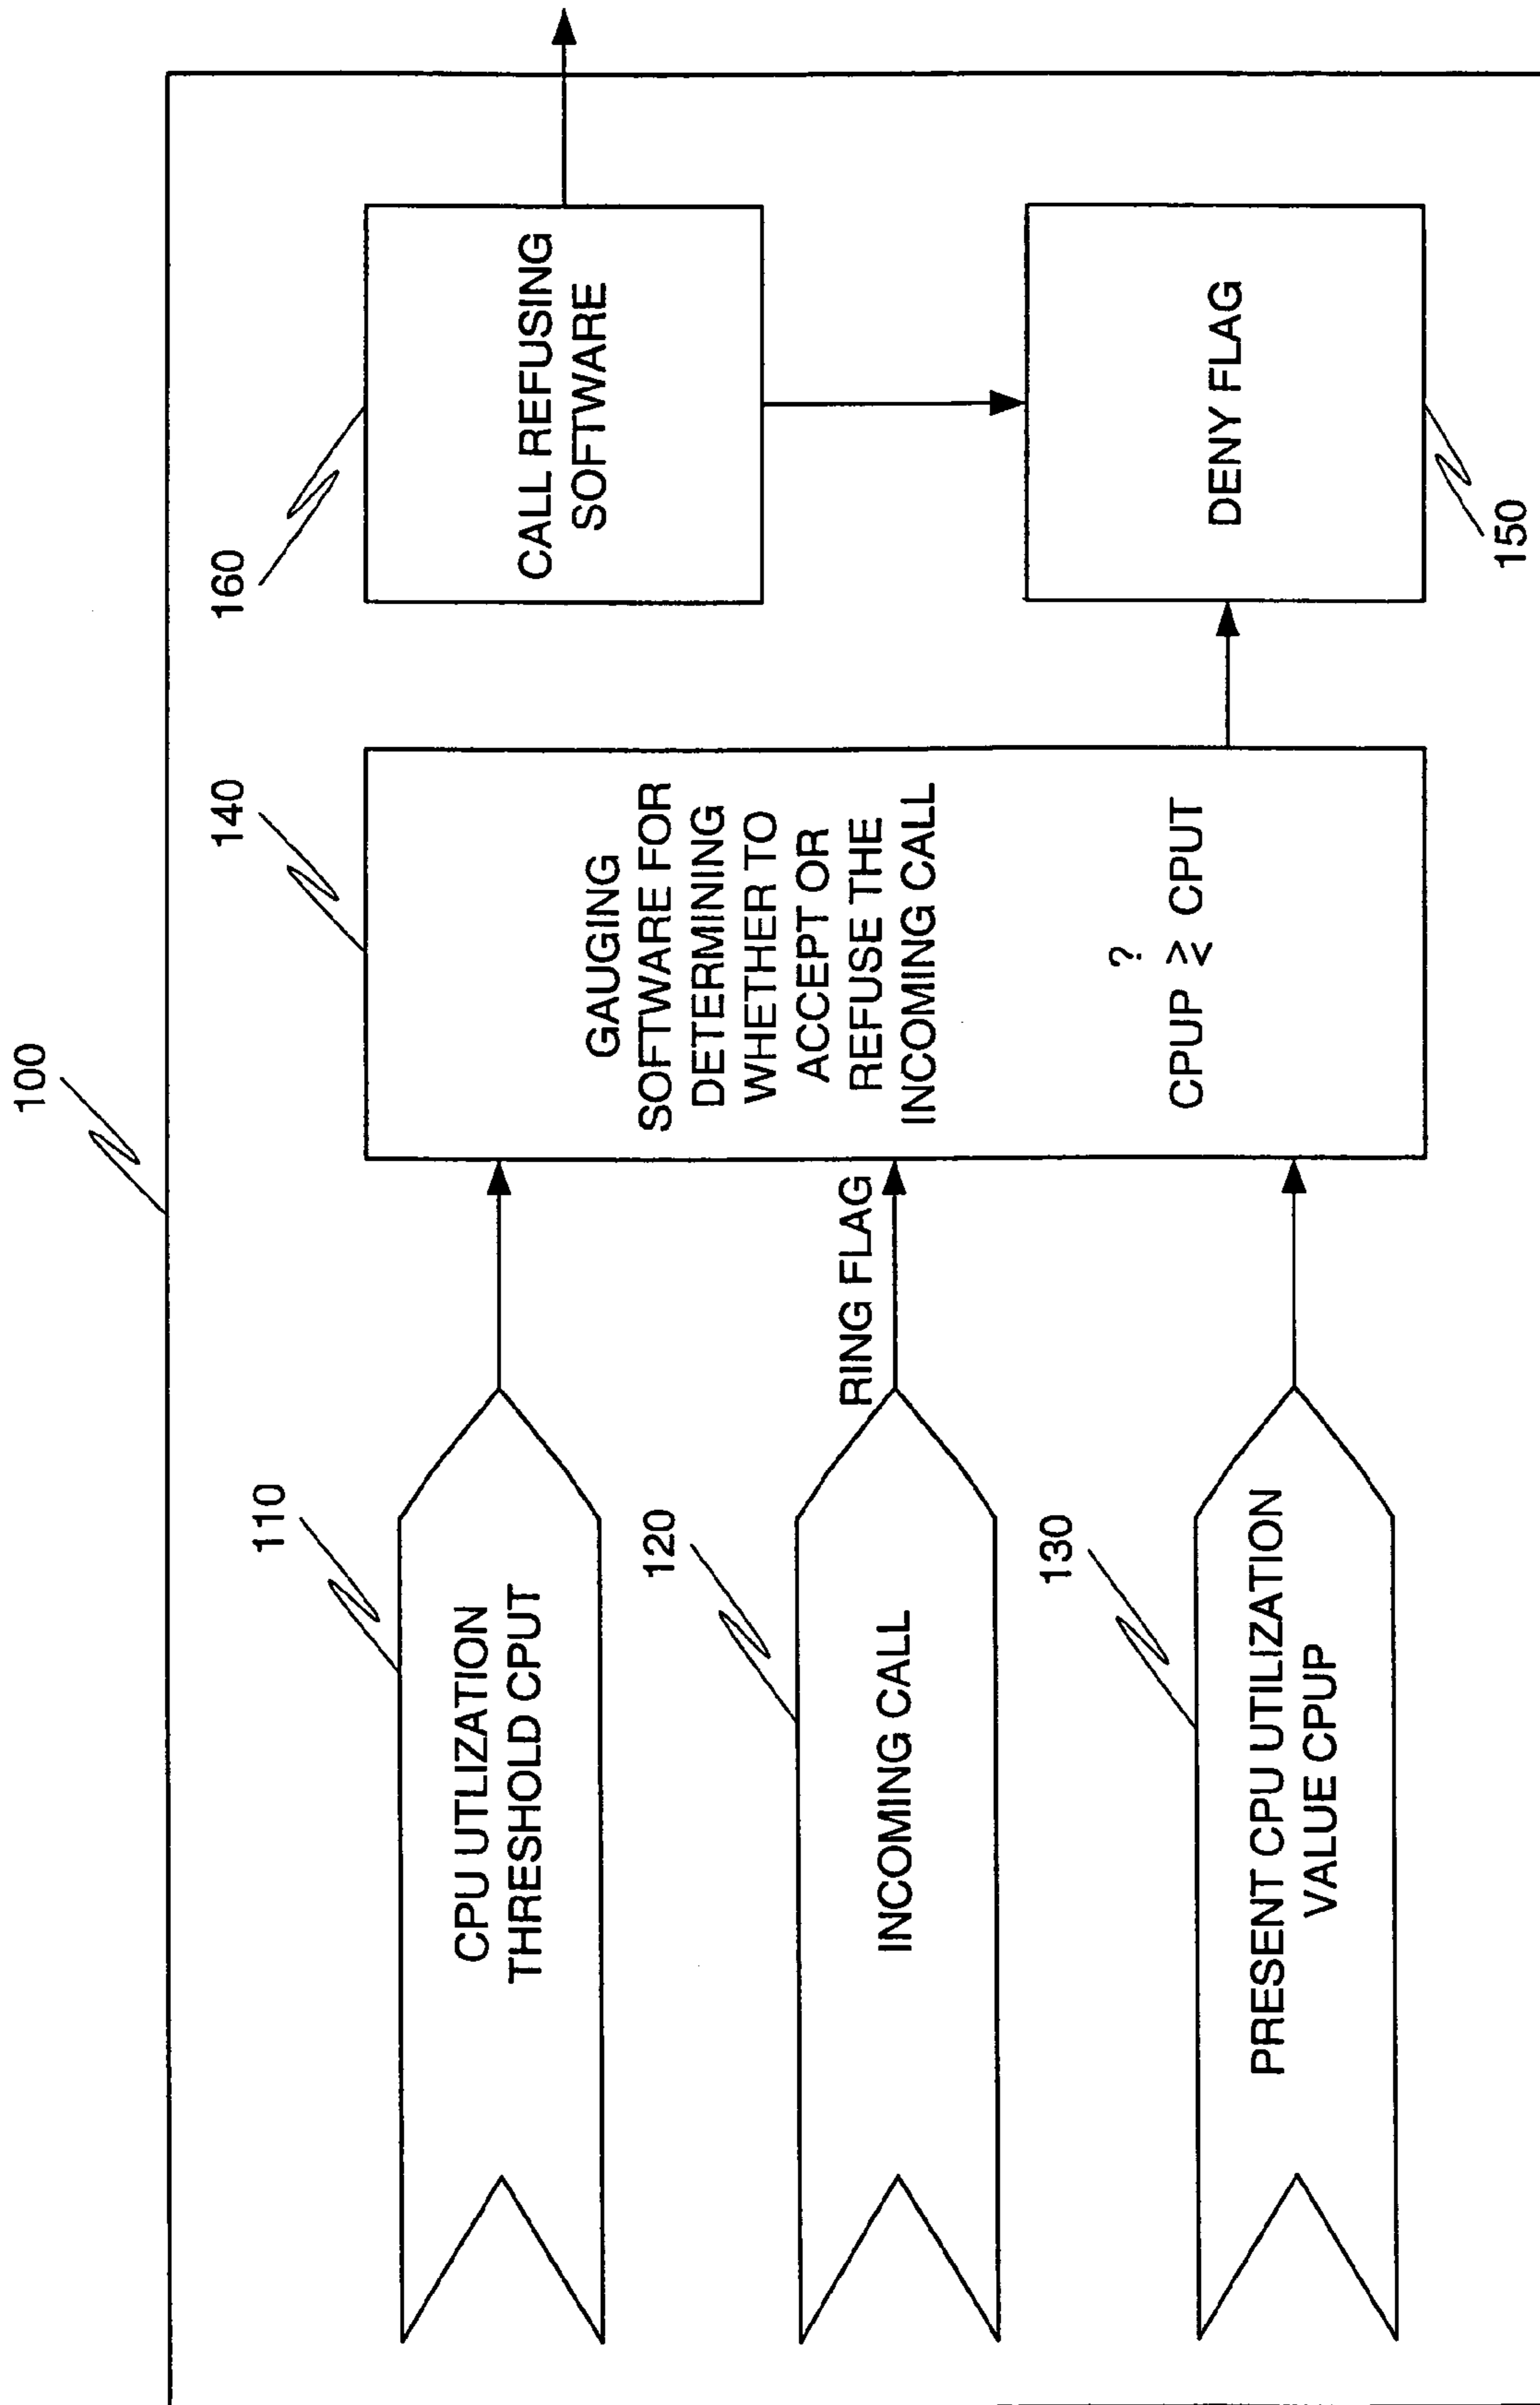 100
110
CPU UTLIZATION
THRESHOLD CPUT
120
INCOMING CALL
RING FLAG
130
PRESENT CPU UTILIZATION
VALUE CPUP
140
GAUGING
SOFTWARE FOR
DETERMINING
WHETHER TO
ACCEPT OR
REFUSE THE
INCOMING CALL
?
CPUP ≥ CPUT
160
CALL REFUSING
SOFTWARE
DENY FLAG
150